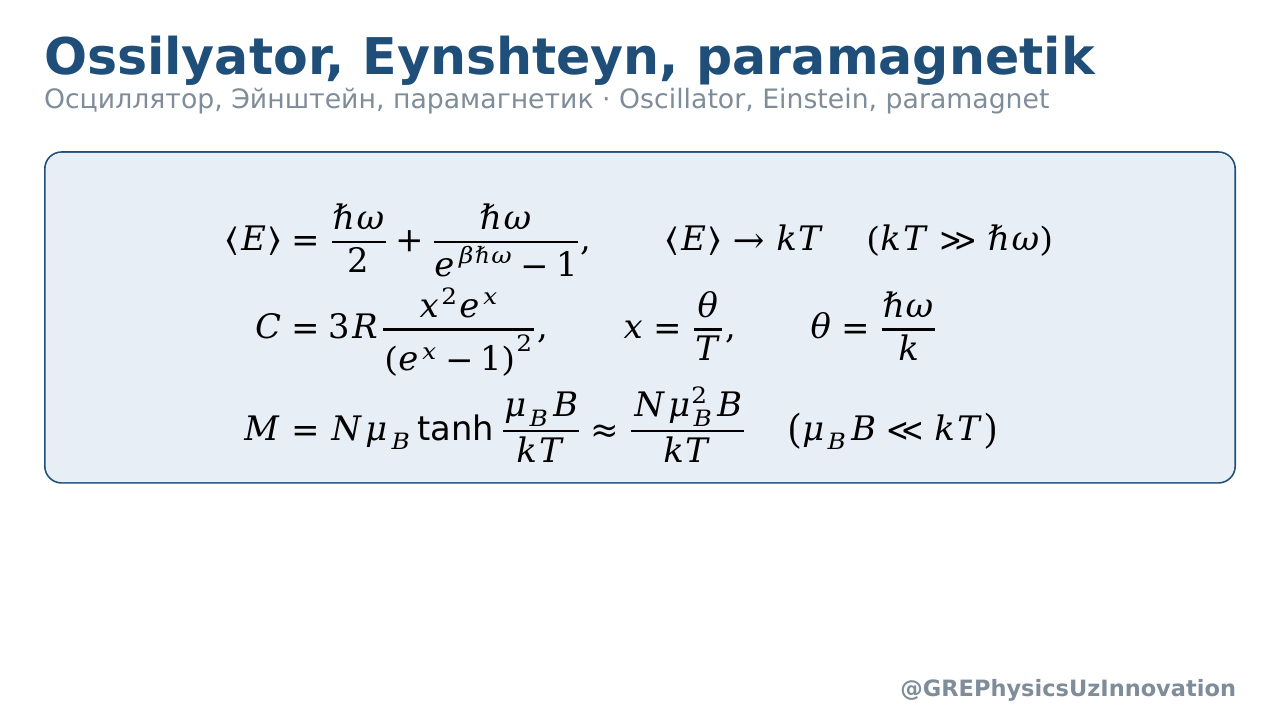 Ossilyator, Eynshteyn, paramagnetik
Осциллятор, Эйнштейн, парамагнетик · Oscillator, Einstein, paramagnet
⟨E⟩ = ħω/2 + ħω/(e^{βħω} − 1), ⟨E⟩ → kT (kT ≫ ħω)
C = 3R x²eˣ/(eˣ − 1)², x = θ/T, θ = ħω/k
M = Nμ_B tanh μ_B B/kT ≈ Nμ_B² B/kT (μ_B B ≪ kT)
@GREPhysicsUzInnovation